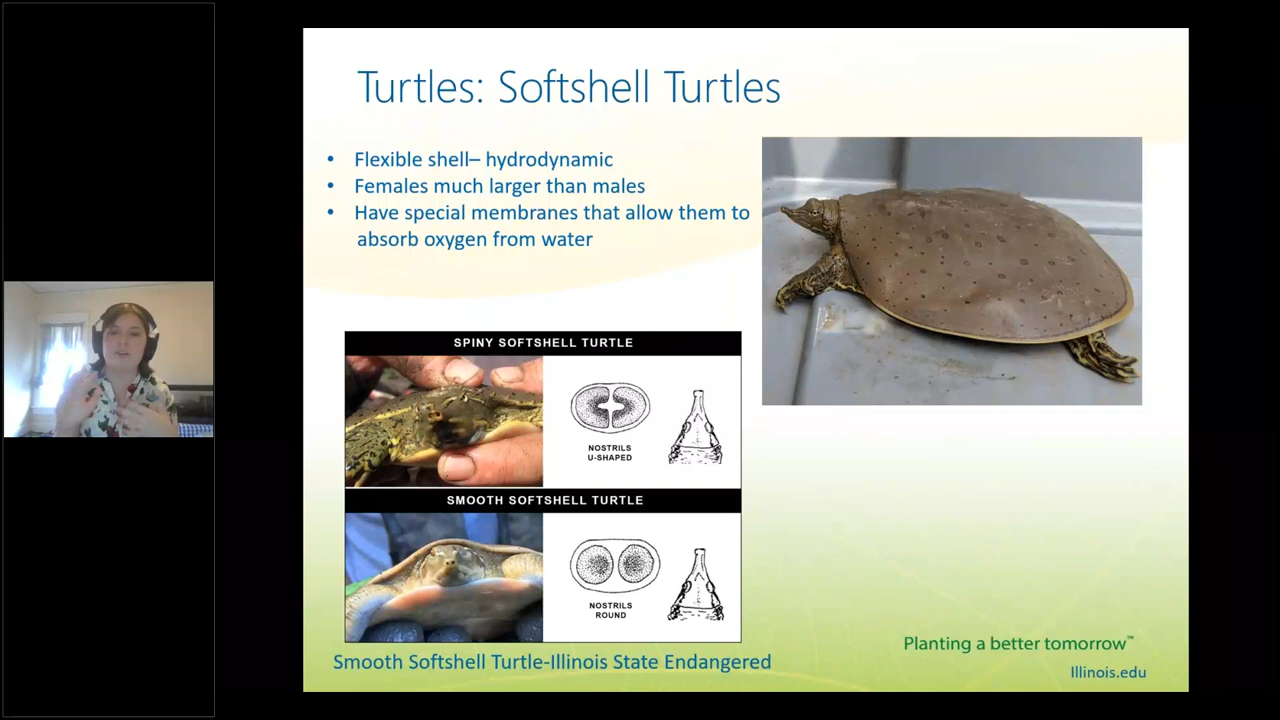 Turtles: Softshell Turtles
• Flexible shell– hydrodynamic
• Females much larger than males
• Have special membranes that allow them to
absorb oxygen from water
SPINY SOFTSHELL TURTLE
NOSTRILS
U-SHAPED
SMOOTH SOFTSHELL TURTLE
NOSTRILS
ROUND
Smooth Softshell Turtle-Illinois State Endangered
Planting a better tomorrow™
Illinois.edu